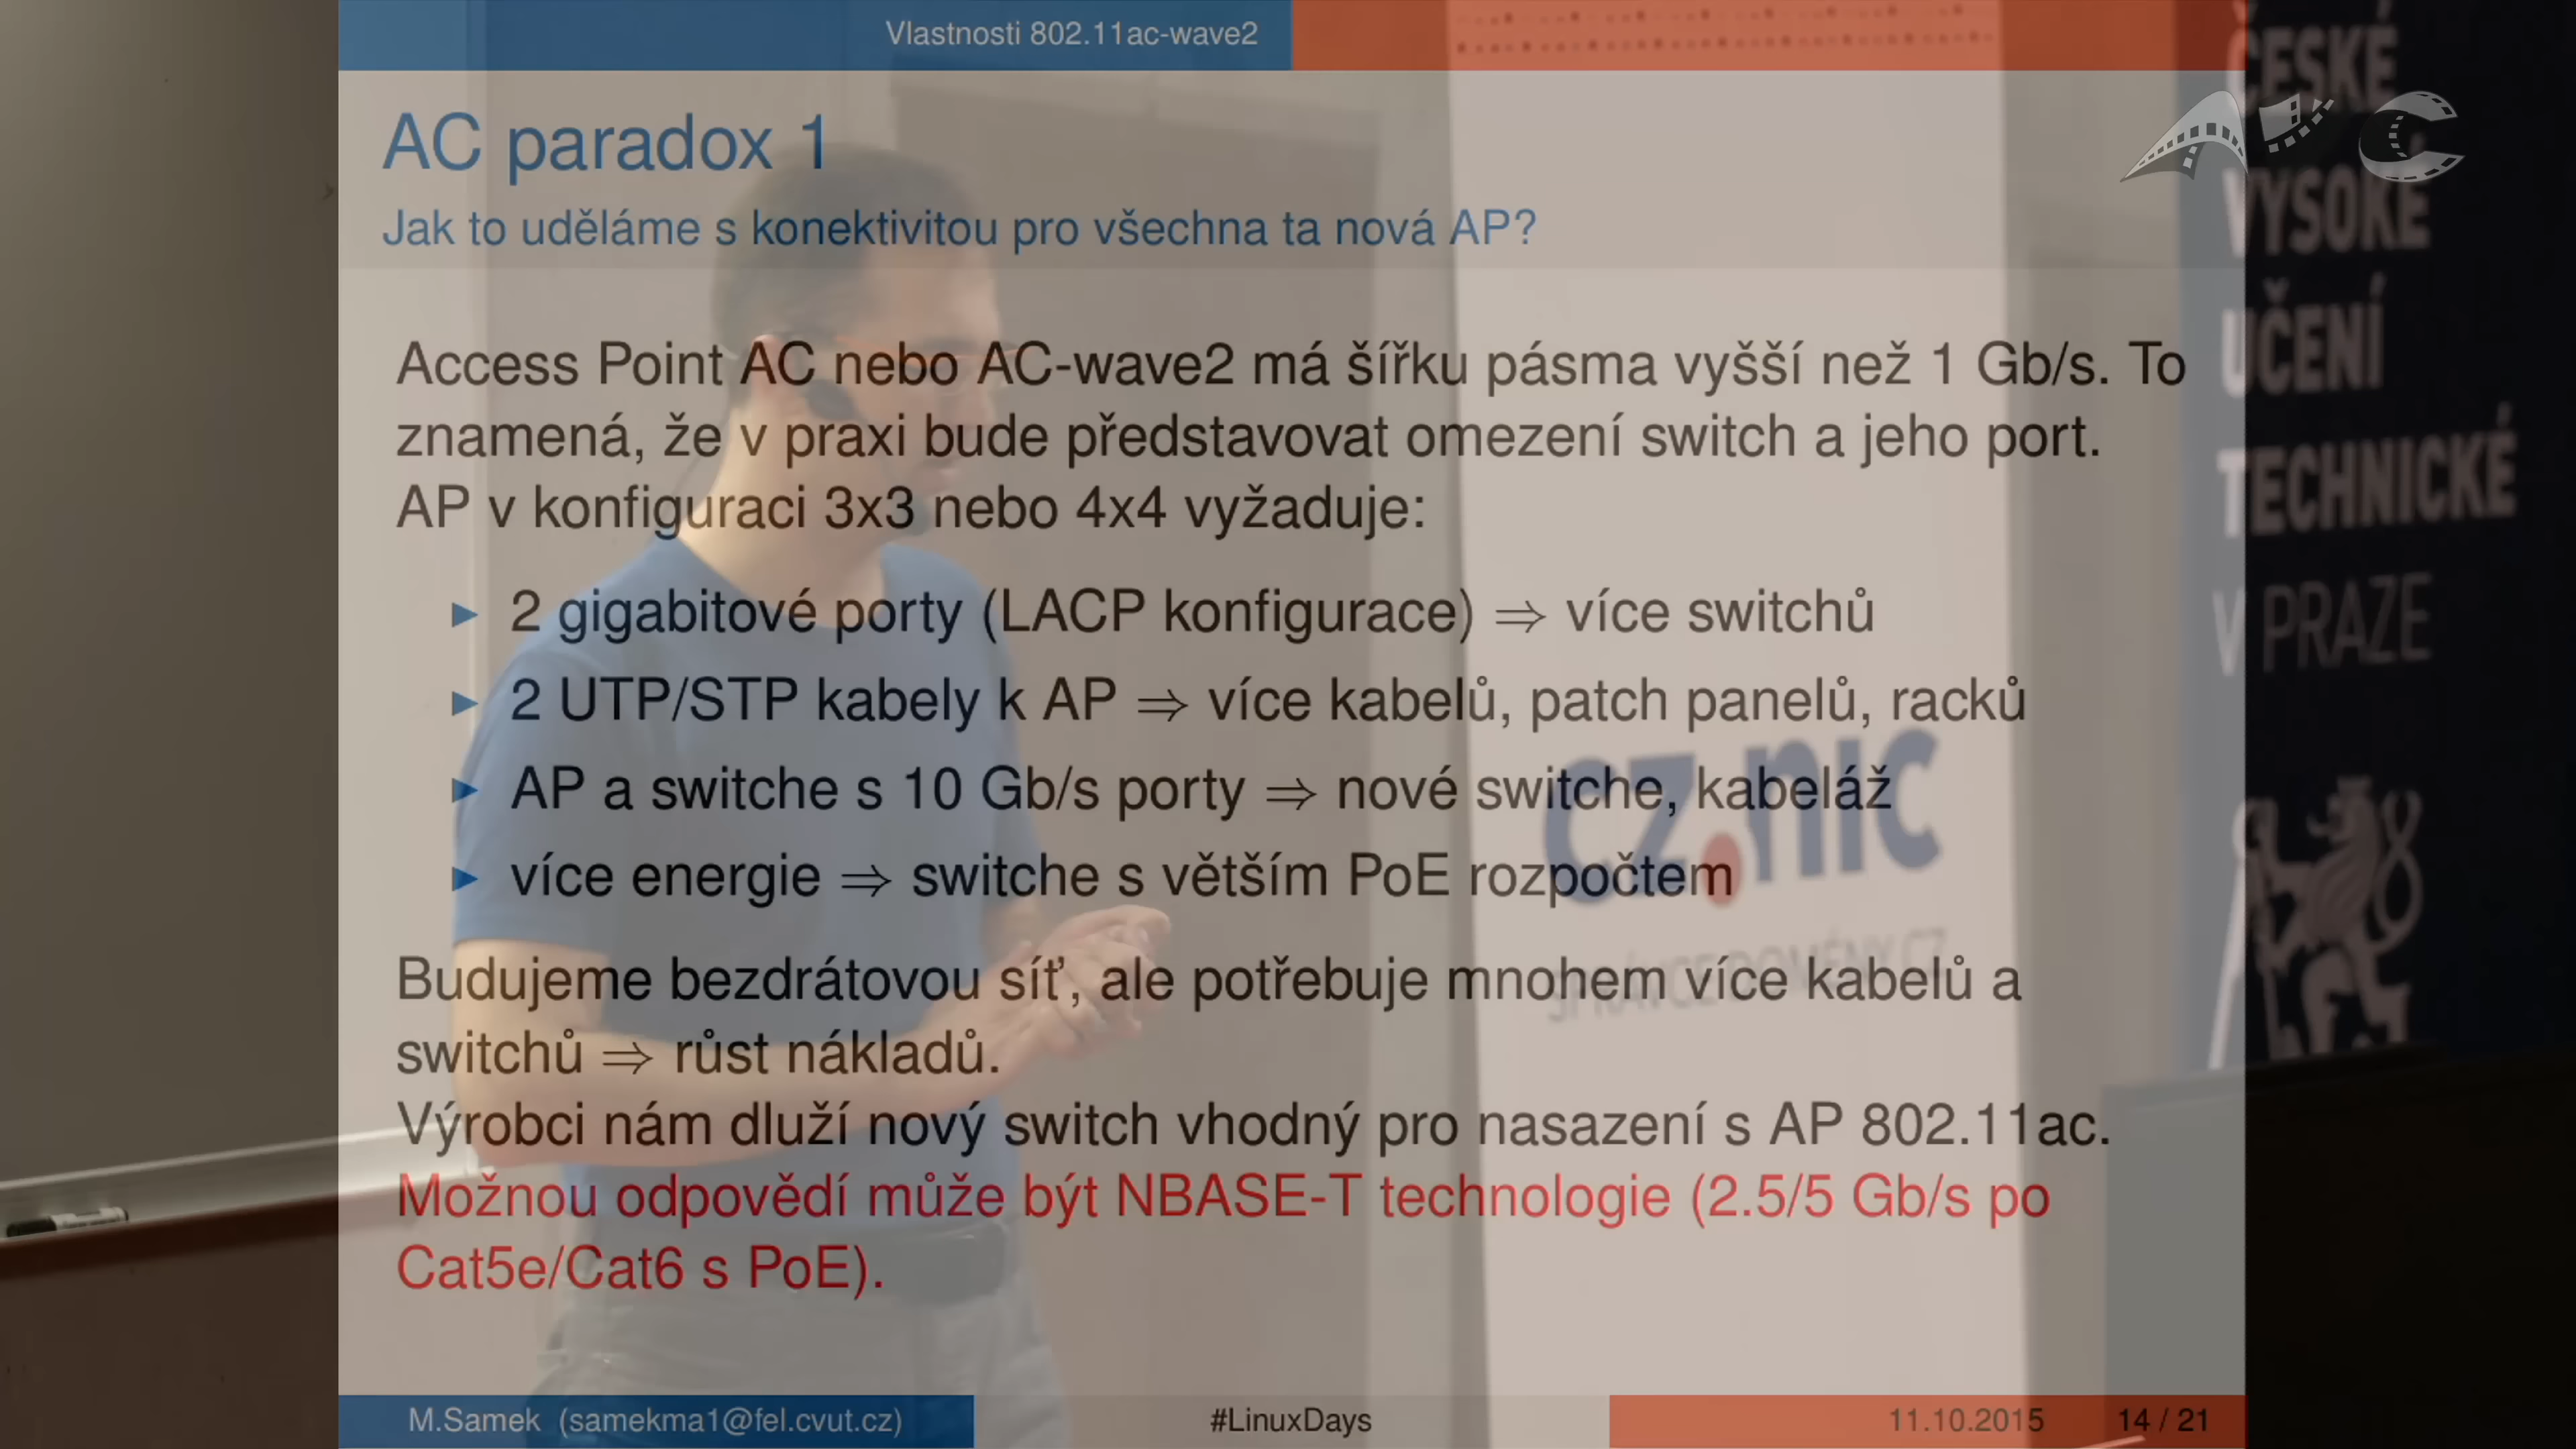 Vlastnosti 802.11ac-wave2
AC paradox 1
Jak to uděláme s konektivitou pro všechna ta nová AP?
Access Point AC nebo AC-wave2 má šířku pásma vyšší než 1 Gb/s. To
znamená, že v praxi bude představovat omezení switch a jeho port.
AP v konfiguraci 3x3 nebo 4x4 vyžaduje:
2 gigabitové porty (LACP konfigurace) ⇒ více switchů
2 UTP/STP kabely k AP ⇒ více kabelů, patch panelů, racků
AP a switche s 10 Gb/s porty ⇒ nové switche, kabeláž
více energie ⇒ switche s větším PoE rozpočtem
Budujeme bezdrátovou síť, ale potřebuje mnohem více kabelů a
switchů ⇒ růst nákladů.
Výrobci nám dluží nový switch vhodný pro nasazení s AP 802.11ac.
Možnou odpovědí může být NBASE-T technologie (2.5/5 Gb/s po
Cat5e/Cat6 s PoE).
M.Samek (samekma1@fel.cvut.cz)
#LinuxDays
11.10.2015
14 / 21
ČESKÉ
VYSOKÉ
UČENÍ
TECHNICKÉ
V PRAZE
CZ.NIC
SPRÁVCE DOMÉNY CZ
AVC